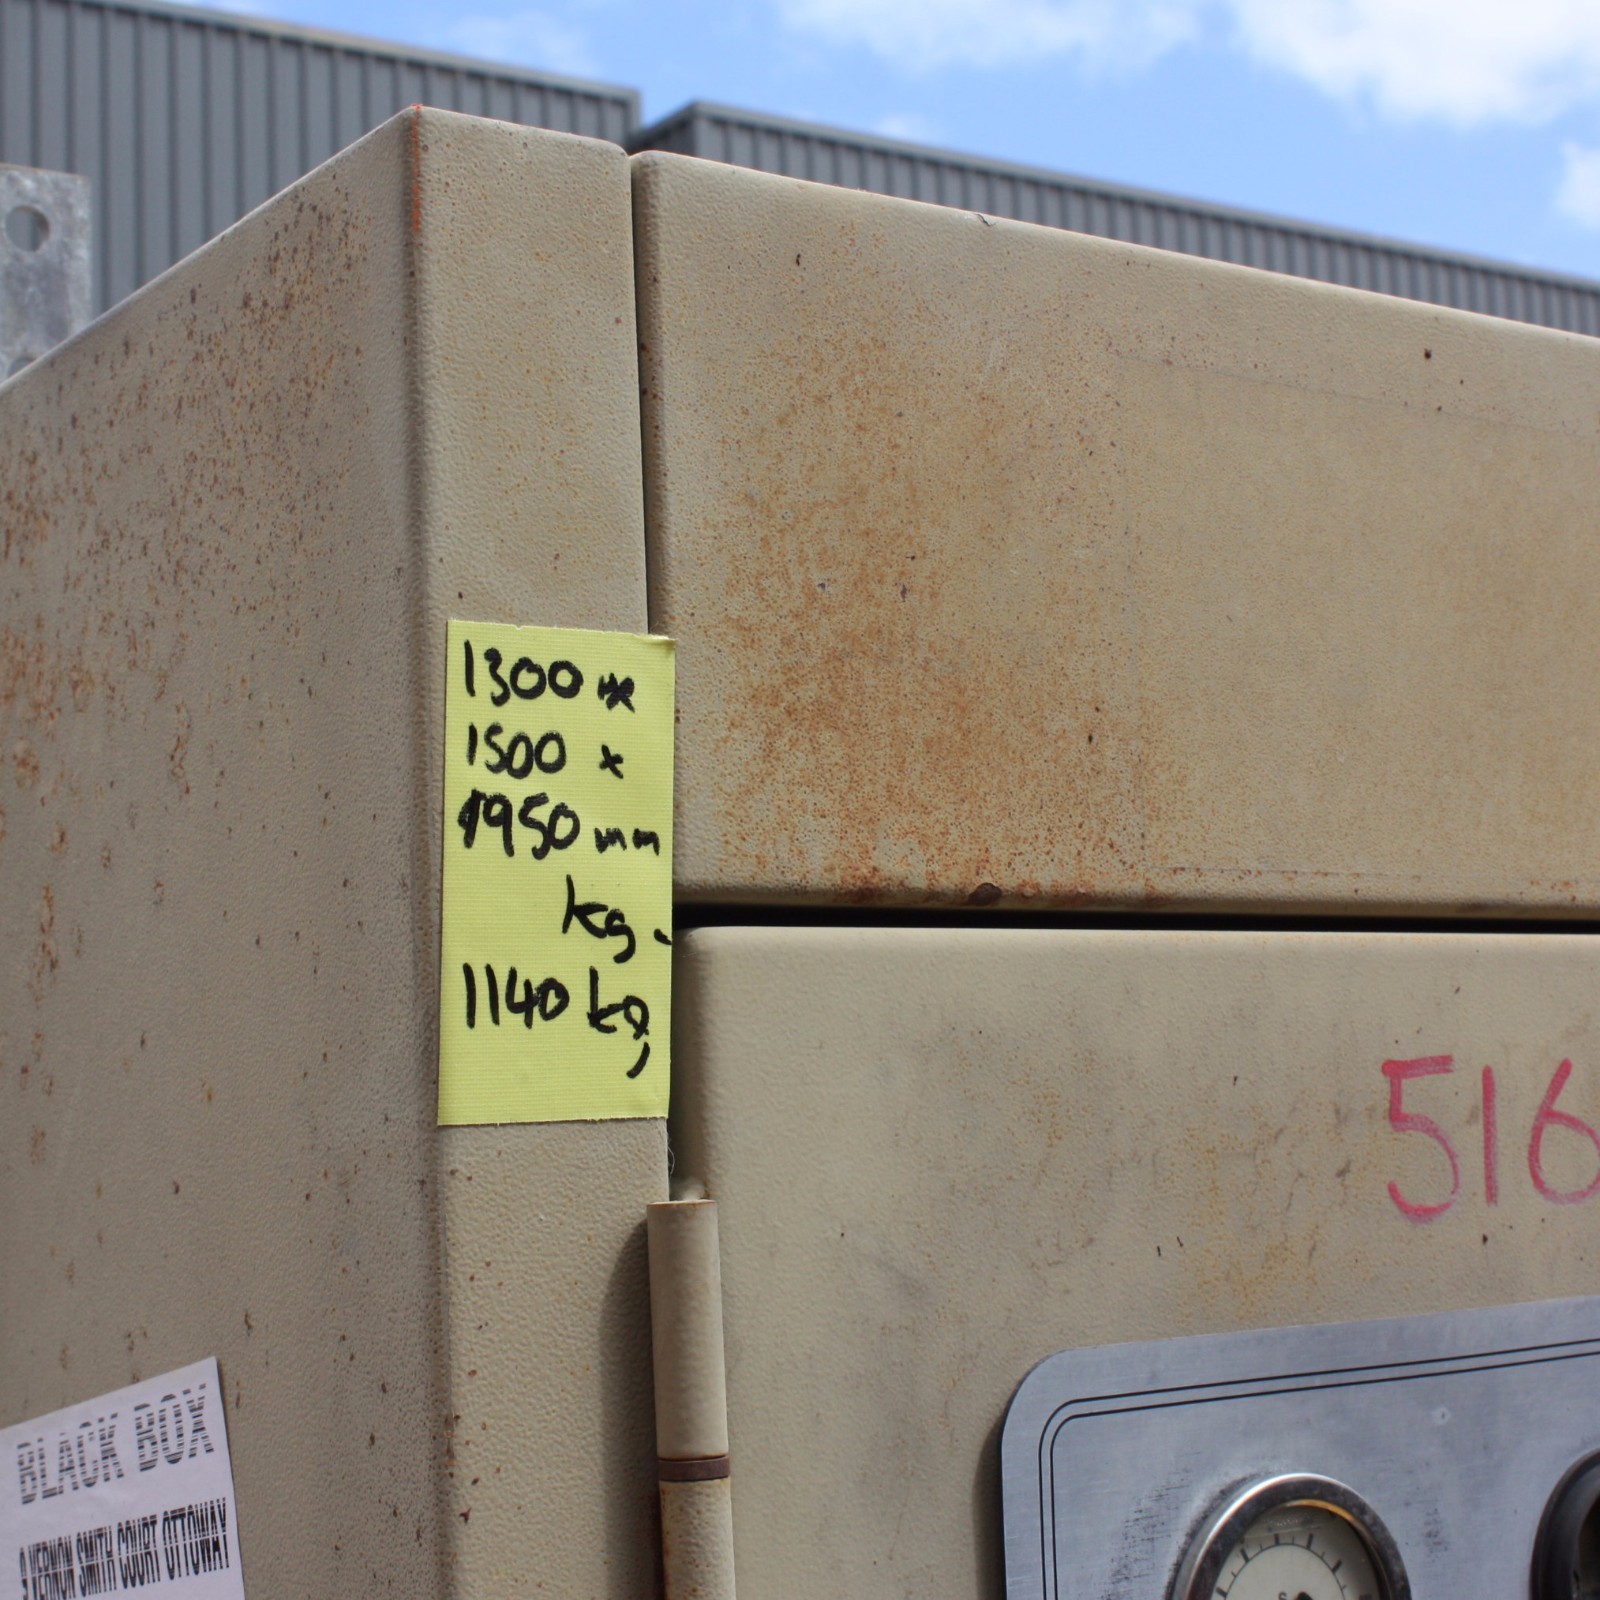 1300 x
1500 x
1950 mm
kg.
1140 kg
516
BLACK BOX
9 VERNON SMITH COURT OTTOWAY